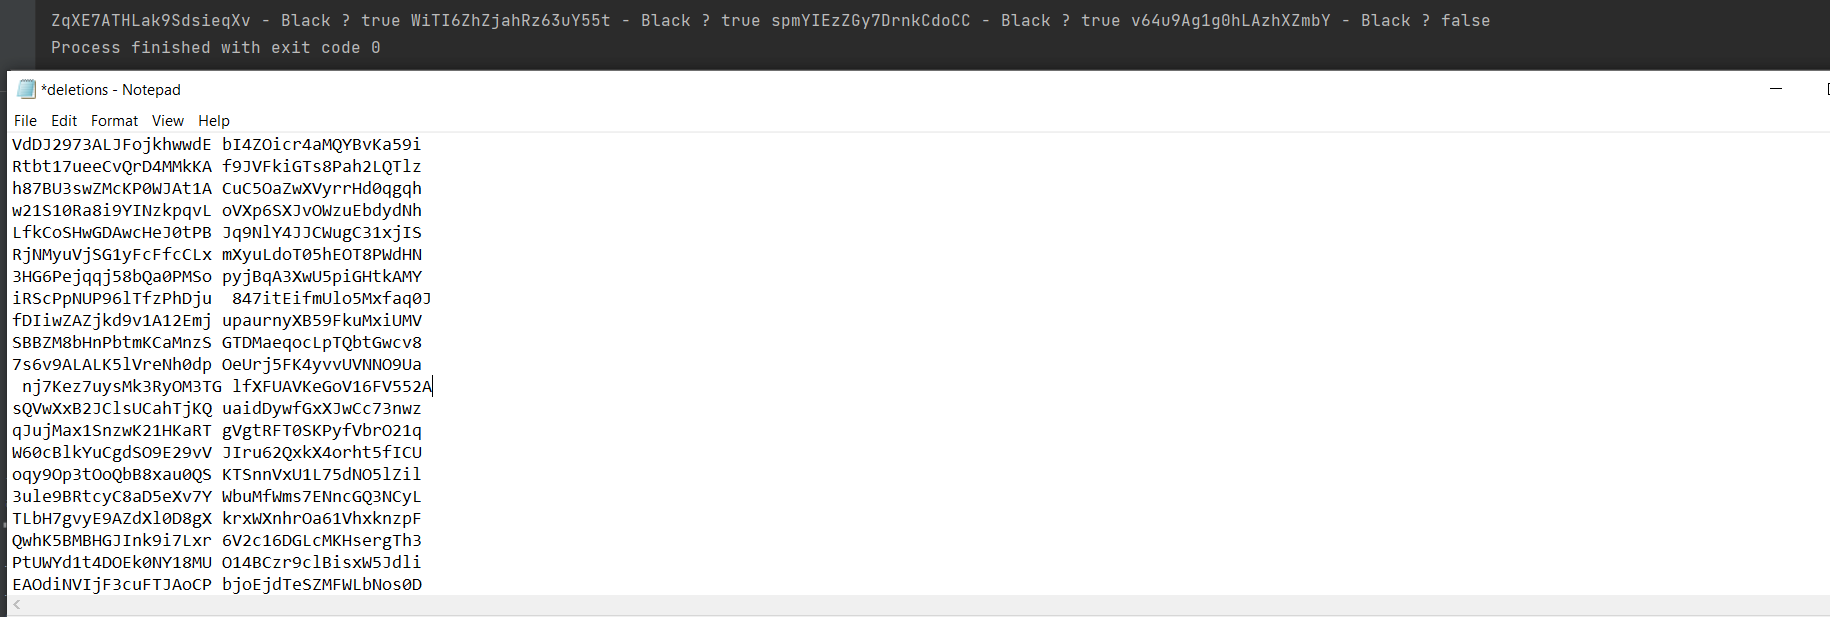 ZqXE7ATHLak9SdsieqXv - Black ? true WiTI6ZhZjahRz63uY55t - Black ? true spmYIEzZGy7DrnkCdoCC - Black ? true v64u9Ag1g0hLAzhXZmbY - Black ? false
Process finished with exit code 0
*deletions - Notepad
File Edit Format View Help
VdDJ2973ALJFojkhwwdE bI4ZOicr4aMQYBvKa59i
Rtbt17ueeCvQrD4MMkKA f9JVFkiGTs8Pah2LQTlz
h87BU3swZMcKP0WJAt1A CuC5OaZwXVyrrHd0qgqh
w21S10Ra8i9YINzkpqvL oVXp6SXJvOWzuEbdydNh
LfkCoSHwGDAwcHeJ0tPB Jq9NlY4JJCWugC31xjIS
RjNMyuVjSG1yFcFfcCLx mXyuLdoT05hEOT8PWdHN
3HG6Pejqqj58bQa0PMSo pyjBqA3XwU5piGHtkAMY
iRScPpNUP96lTfzPhDju  847itEifmUlo5Mxfaq0J
fDIiwZAZjkd9v1A12Emj upaurnyXB59FkuMxiUMV
SBBZM8bHnPbtmKCaMnzS GTDMaeqocLpTQbtGwcv8
7s6v9ALALK5lVreNh0dp OeUrj5FK4yvvUVNNO9Ua
 nj7Kez7uysMk3RyOM3TG lfXFUAVKeGoV16FV552A
sQVwXxB2JClsUCahTjKQ uaidDywfGxXJwCc73nwz
qJujMax1SnzwK21HKaRT gVgtRFT0SKPyfVbrO21q
W60cBlkYuCgdSO9E29vV JIru62QxkX4orht5fICU
oqy9Op3tOoQbB8xau0QS KTSnnVxU1L75dNO5lZil
3ule9BRtcyC8aD5eXv7Y WbuMfWms7ENncGQ3NCyL
TLbH7gvyE9AZdXl0D8gX krxWXnhrOa61VhxknzpF
QwhK5BMBHGJInk9i7Lxr 6V2c16DGLcMKHsergTh3
PtUWYd1t4DOEk0NY18MU O14BCzr9clBisxW5Jdli
EAOdiNVIjF3cuFTJAoCP bjoEjdTeSZMFWLbNos0D